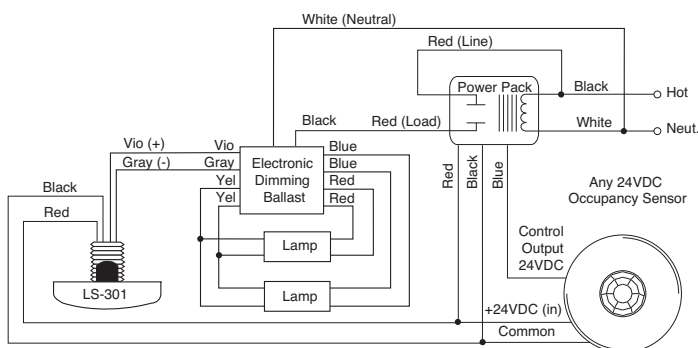 White (Neutral)
Red (Line)
Power Pack
Black
Hot
Black
Red (Load)
White
Neut.
Vio (+)
Vio
Blue
Gray (-)
Gray
Electronic
Dimming
Ballast
Blue
Yel
Red
Yel
Red
Black
Red
Red
Black
Blue
Any 24VDC
Occupancy Sensor
Lamp
Control
Output
24VDC
LS-301
Lamp
+24VDC (in)
Common